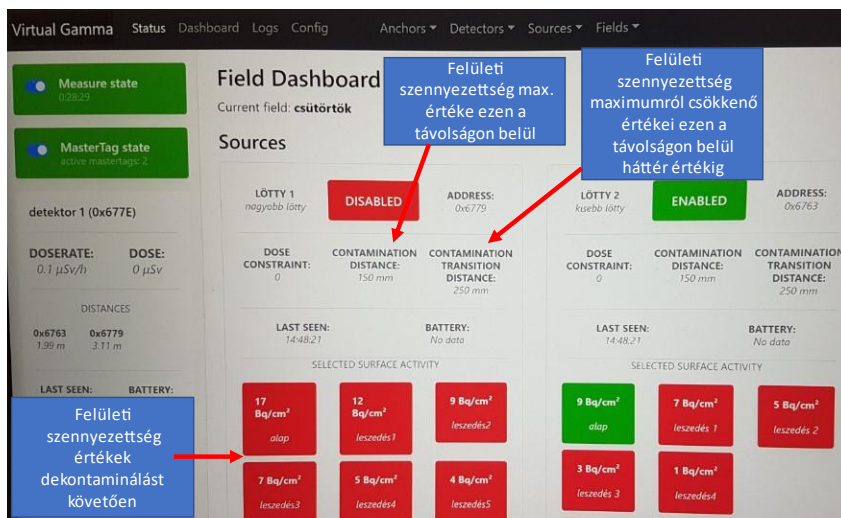 Virtual Gamma Status Dashboard Logs Config Anchors Detectors Sources Fields
Measure state
0:28:29
MasterTag state
active mastertags: 2
detektor 1 (0x677E)
DOSERATE: DOSE:
0.1 μSv/h 0 μSv
DISTANCES
0x6763 0x6779
1.99 m 3.11 m
LAST SEEN: BATTERY:
Felületi
szennyezettség
értékek
dekontaminálást
követően
Field Dashboard
Current field: csütörtök
Sources
Felületi
szennyezettség max.
értéke ezen a
távolságon belül
Felületi
szennyezettség
maximumról csökkenő
értékei ezen a
távolságon belül
háttér értékig
LÖTTY 1
nagyobb lötty
DISABLED
ADDRESS:
0x6779
DOSE
CONSTRAINT:
0
CONTAMINATION
DISTANCE:
150 mm
CONTAMINATION
TRANSITION
DISTANCE:
250 mm
LAST SEEN:
14:48:21
BATTERY:
No data
SELECTED SURFACE ACTIVITY
17
Bq/cm²
alap
12
Bq/cm²
leszedés1
9 Bq/cm²
leszedés2
7 Bq/cm²
leszedés3
5 Bq/cm²
leszedés4
4 Bq/cm²
leszedés5
LÖTTY 2
kisebb lötty
ENABLED
ADDRESS:
0x6763
DOSE
CONSTRAINT:
0
CONTAMINATION
DISTANCE:
150 mm
CONTAMINATION
TRANSITION
DISTANCE:
250 mm
LAST SEEN:
14:48:21
BATTERY:
No data
SELECTED SURFACE ACTIVITY
9 Bq/cm²
alap
7 Bq/cm²
leszedés 1
5 Bq/cm²
leszedés 2
3 Bq/cm²
leszedés 3
1 Bq/cm²
leszedés4